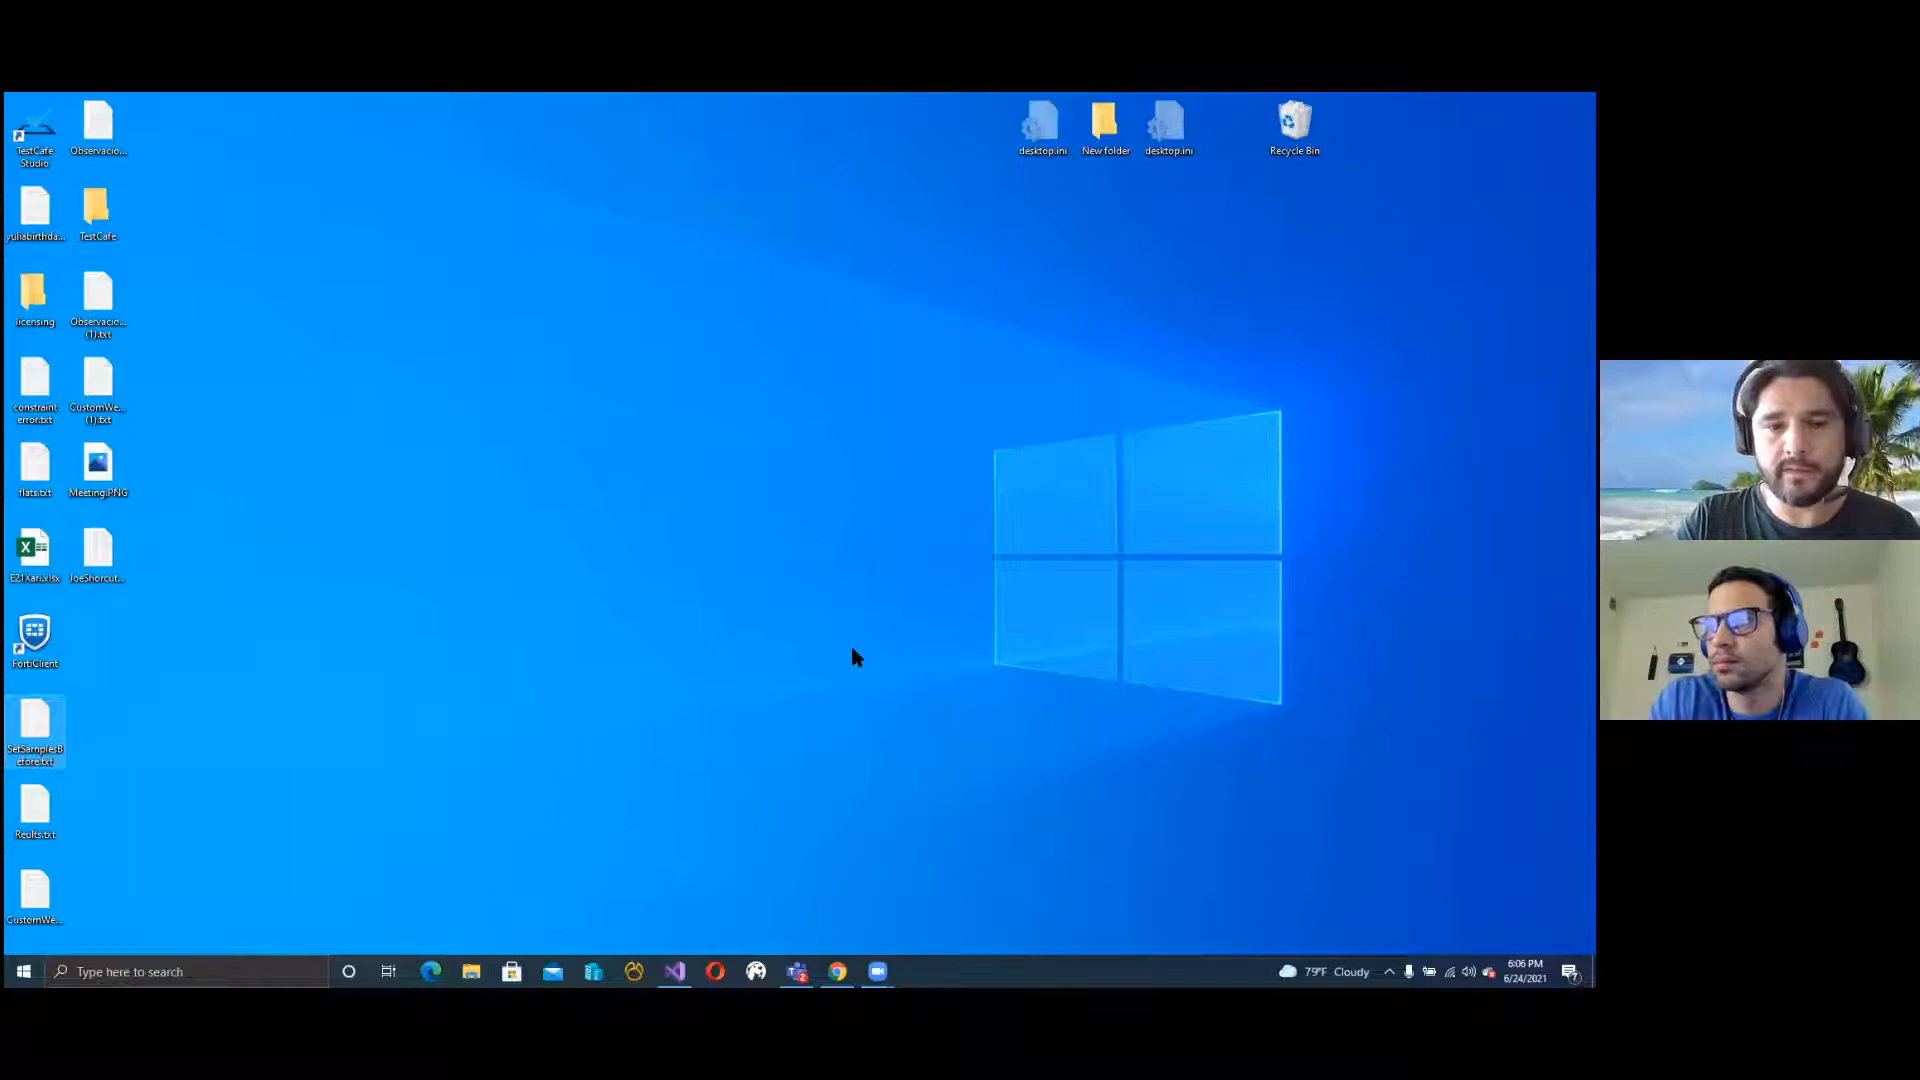 TestCafe
Studio
Observacio...
yuliabirthda...
TestCafe
licensing
Observacio...
(1).txt
constraint
error.txt
CustomWe...
(1).txt
flats.txt
Meeting.PNG
E21Xari.xlsx
JoeShorcut...
FortiClient
SetSamplesB
efore.txt
Reults.txt
CustomWe...
desktop.ini
New folder
desktop.ini
Recycle Bin
Type here to search
79°F Cloudy
6:06 PM
6/24/2021